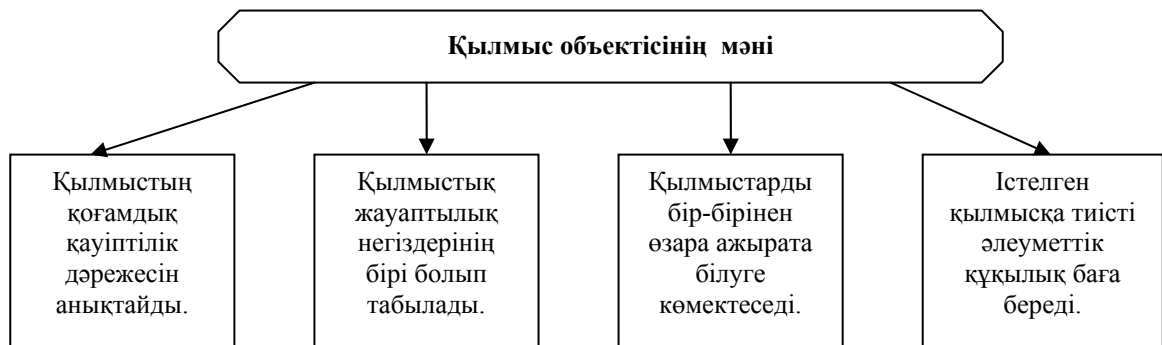 Қылмыс объектісінің мәні
Қылмыстың
қоғамдық
қауіптілік
дәрежесін
анықтайды.
Қылмыстық
жауаптылық
негіздерінің
бірі болып
табылады.
Қылмыстарды
бір-бірінен
өзара ажырата
білуге
көмектеседі.
Істелген
қылмысқа тиісті
әлеуметтік
құқылық баға
береді.